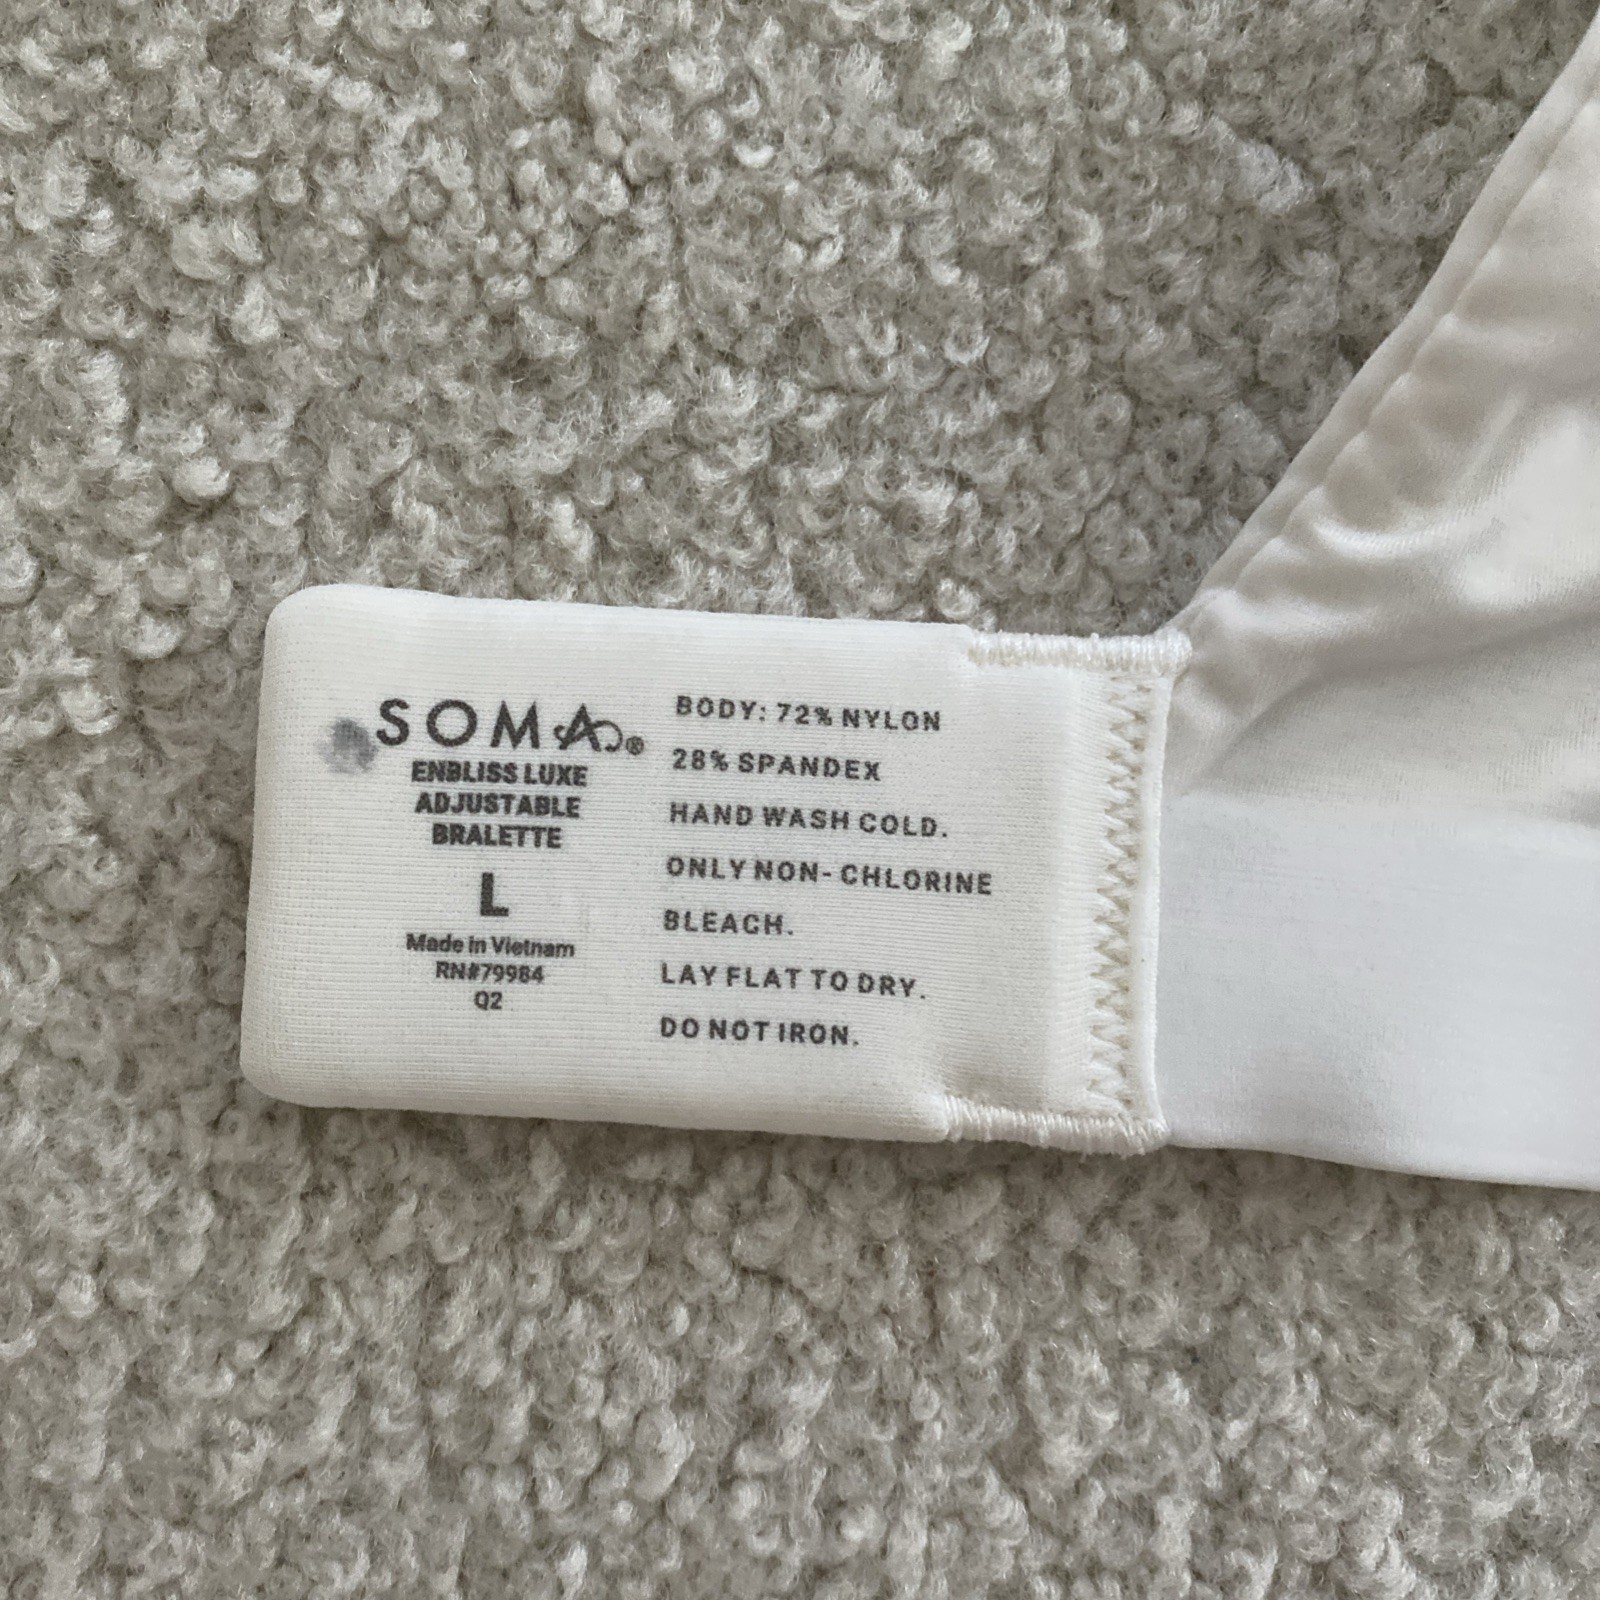 SOMA®
ENBLISS LUXE
ADJUSTABLE
BRALETTE
L
Made in Vietnam
RN#79984
Q2
BODY: 72% NYLON
28% SPANDEX
HAND WASH COLD.
ONLY NON- CHLORINE
BLEACH.
LAY FLAT TO DRY.
DO NOT IRON.